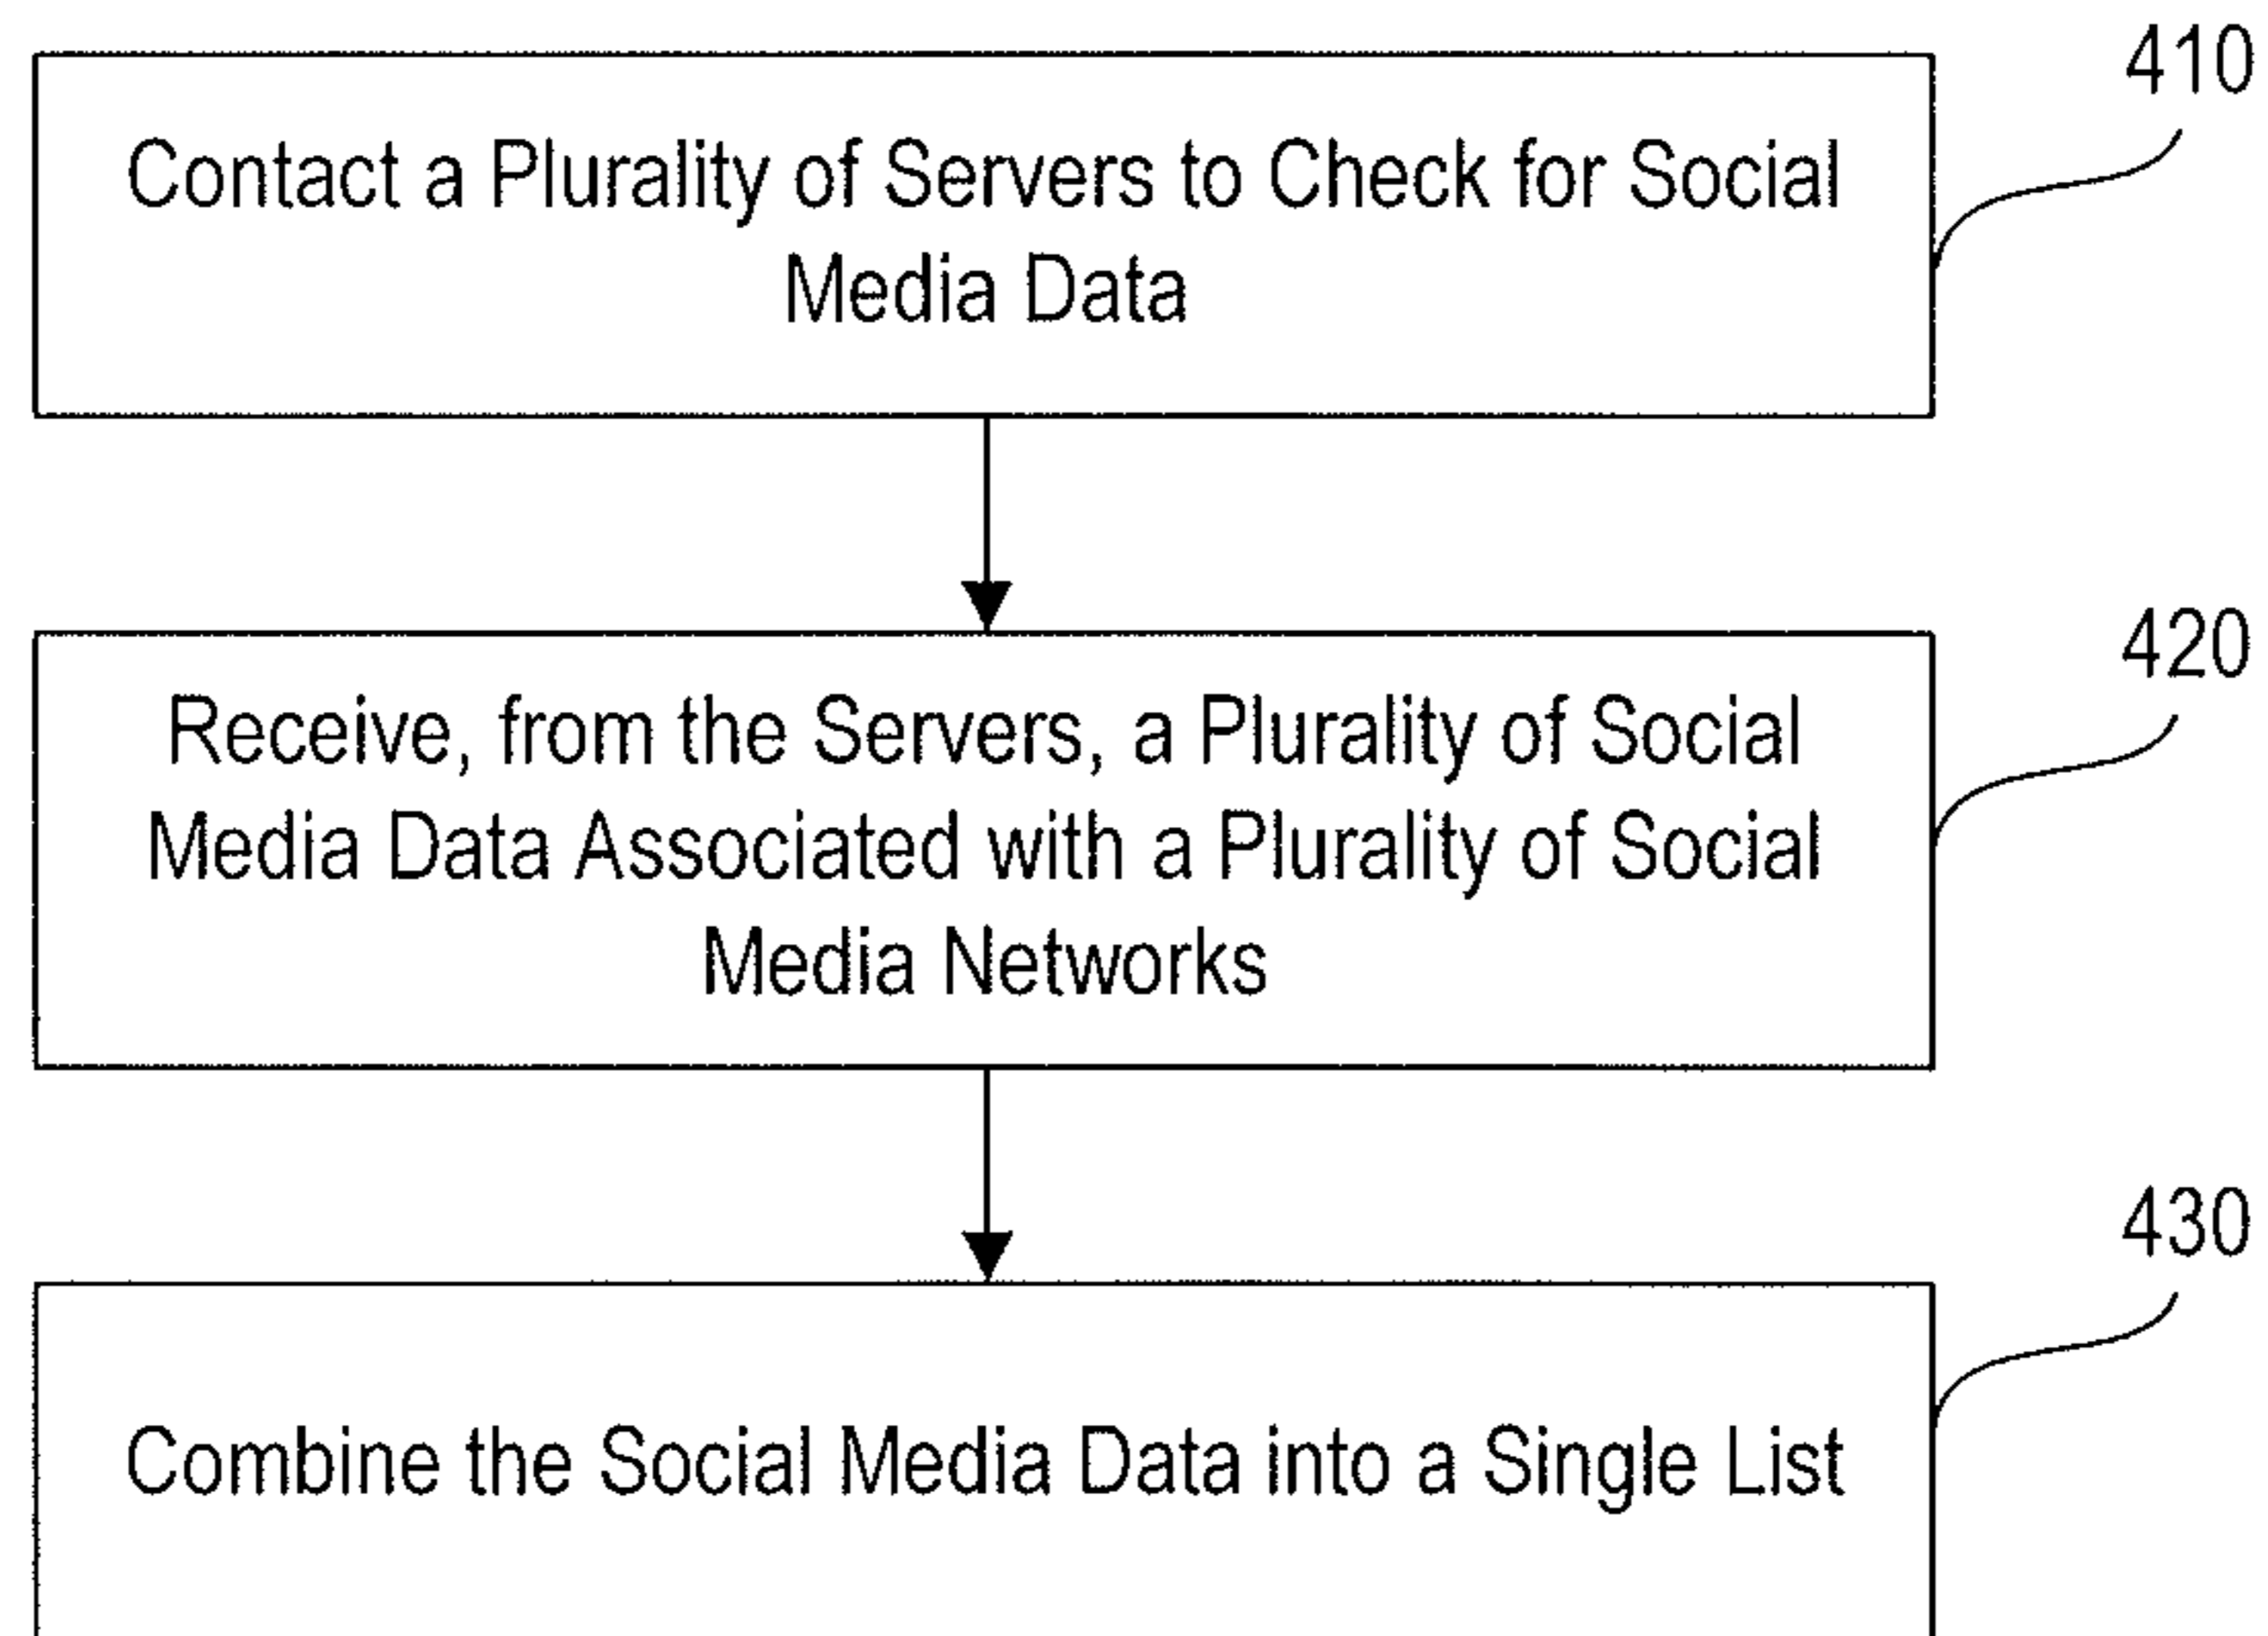 410
Contact a Plurality of Servers to Check for Social
Media Data
420
Receive, from the Servers, a Plurality of Social
Media Data Associated with a Plurality of Social
Media Networks
430
Combine the Social Media Data into a Single List